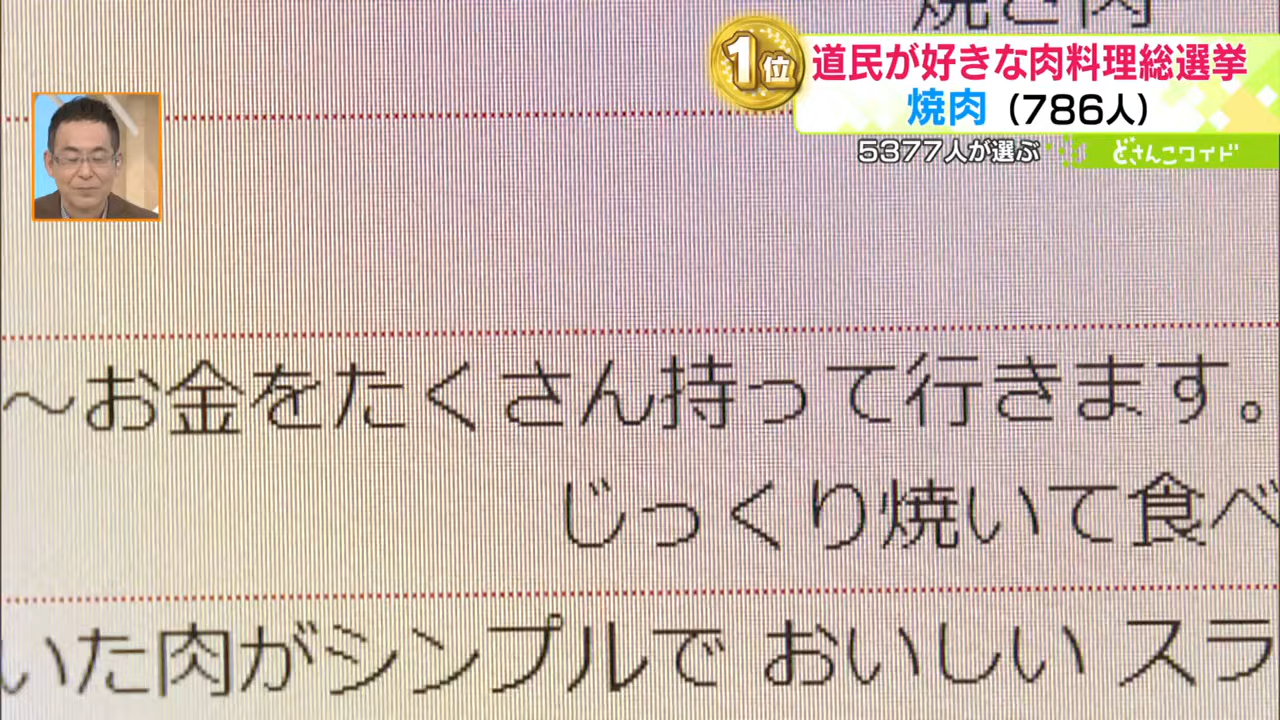 焼き肉
1位
道民が好きな肉料理総選挙
焼肉（786人）
5377人が選ぶ
どさんこワイド
～お金をたくさん持って行きます。
じっくり焼いて食べ
いた肉がシンプルで おいしい スラ